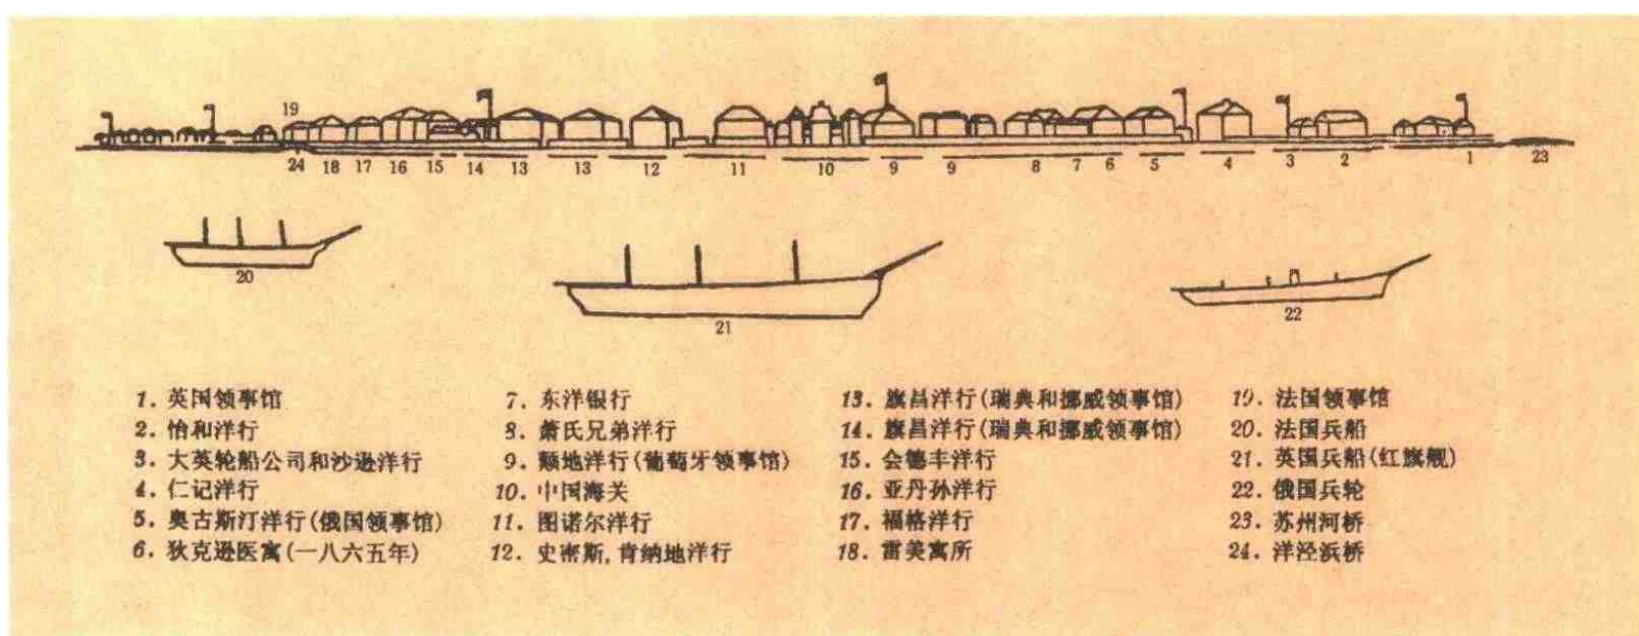 19
24 18 17 16 15 14 13 13 12 11 10 9 9 8 7 6 5 4 3 2 1 23
20
21
22
1. 英国领事馆
2. 怡和洋行
3. 大英轮船公司和沙逊洋行
4. 仁记洋行
5. 奥古斯汀洋行(俄国领事馆)
6. 狄克逊医寓(一八六五年)
7. 东洋银行
8. 萧氏兄弟洋行
9. 颠地洋行(葡萄牙领事馆)
10. 中国海关
11. 图诺尔洋行
12. 史密斯,肯纳地洋行
13. 旗昌洋行(瑞典和挪威领事馆)
14. 旗昌洋行(瑞典和挪威领事馆)
15. 会德丰洋行
16. 亚丹孙洋行
17. 福格洋行
18. 雷美寓所
19. 法国领事馆
20. 法国兵船
21. 英国兵船(红旗舰)
22. 俄国兵轮
23. 苏州河桥
24. 洋泾浜桥